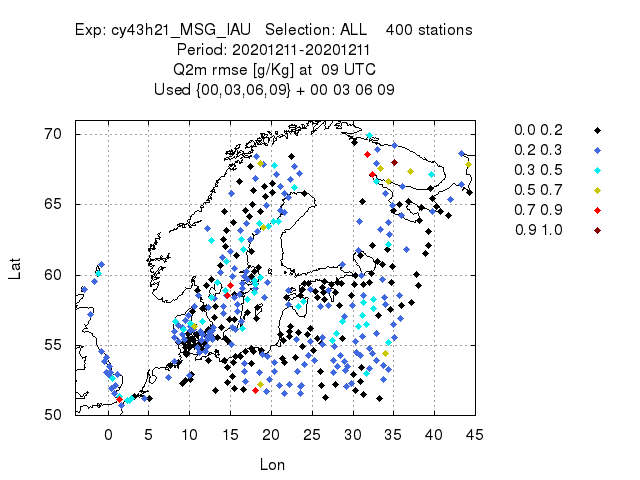 Exp: cy43h21_MSG_IAU   Selection: ALL    400 stations
Period: 20201211-20201211
Q2m rmse [g/Kg] at  09 UTC
Used {00,03,06,09} + 00 03 06 09
0.0 0.2
0.2 0.3
0.3 0.5
0.5 0.7
0.7 0.9
0.9 1.0
70
65
60
55
50
Lat
0 5 10 15 20 25 30 35 40 45
Lon